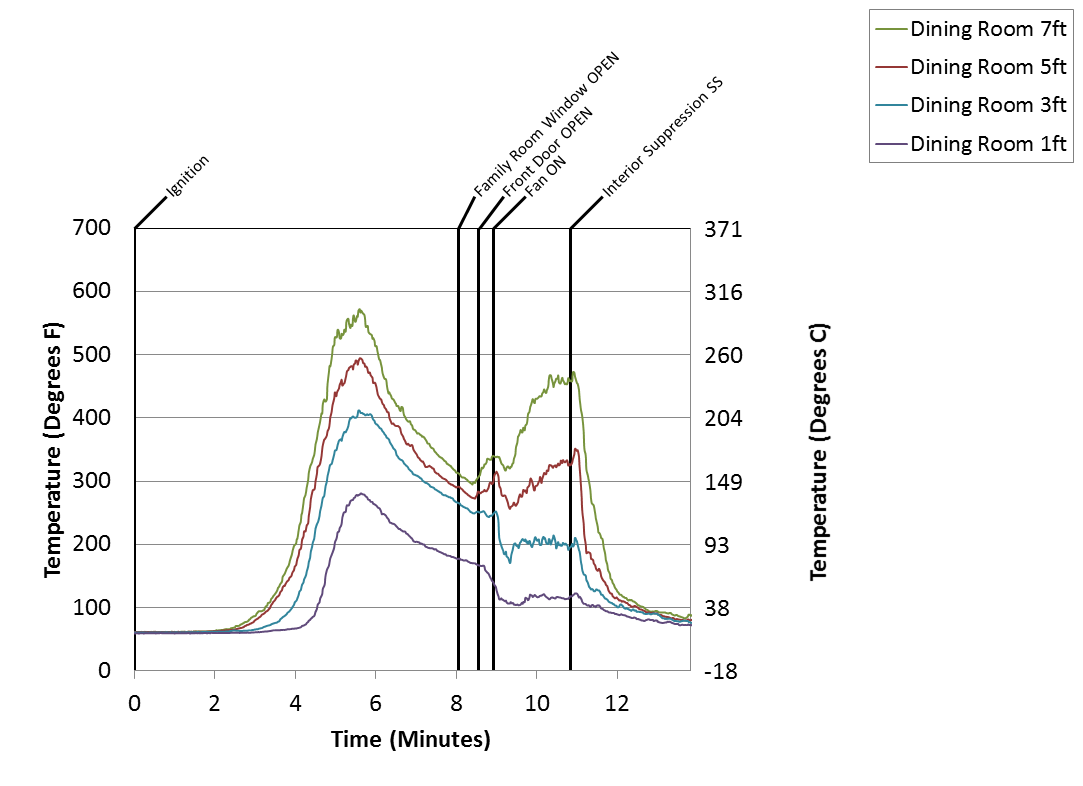 Dining Room 7ft
Dining Room 5ft
Dining Room 3ft
Dining Room 1ft
Ignition
Family Room Window OPEN
Front Door OPEN
Fan ON
Interior Suppression SS
700
600
500
400
300
200
100
0
Temperature (Degrees F)
371
316
260
204
149
93
38
-18
Temperature (Degrees C)
0 2 4 6 8 10 12
Time (Minutes)